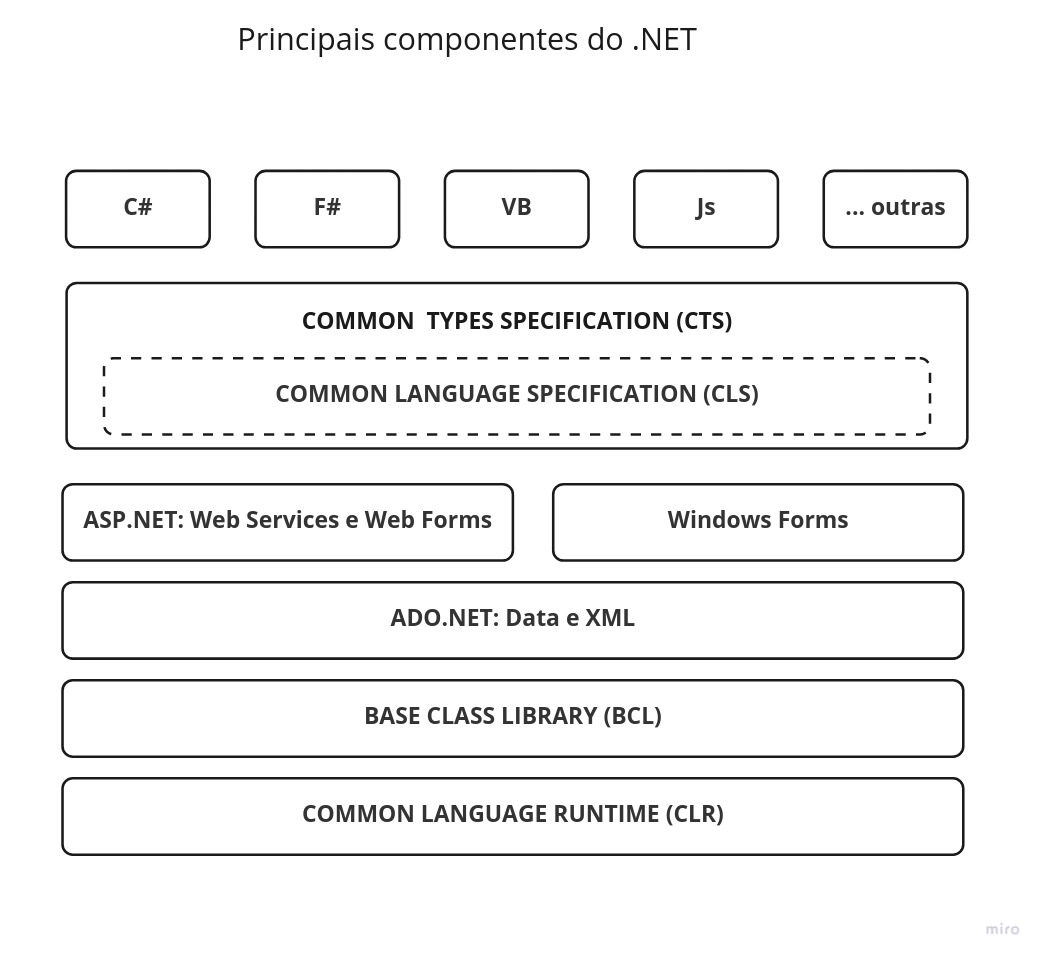 Principais componentes do .NET
C#
F#
VB
Js
... outras
COMMON  TYPES SPECIFICATION (CTS)
COMMON LANGUAGE SPECIFICATION (CLS)
ASP.NET: Web Services e Web Forms
Windows Forms
ADO.NET: Data e XML
BASE CLASS LIBRARY (BCL)
COMMON LANGUAGE RUNTIME (CLR)
miro